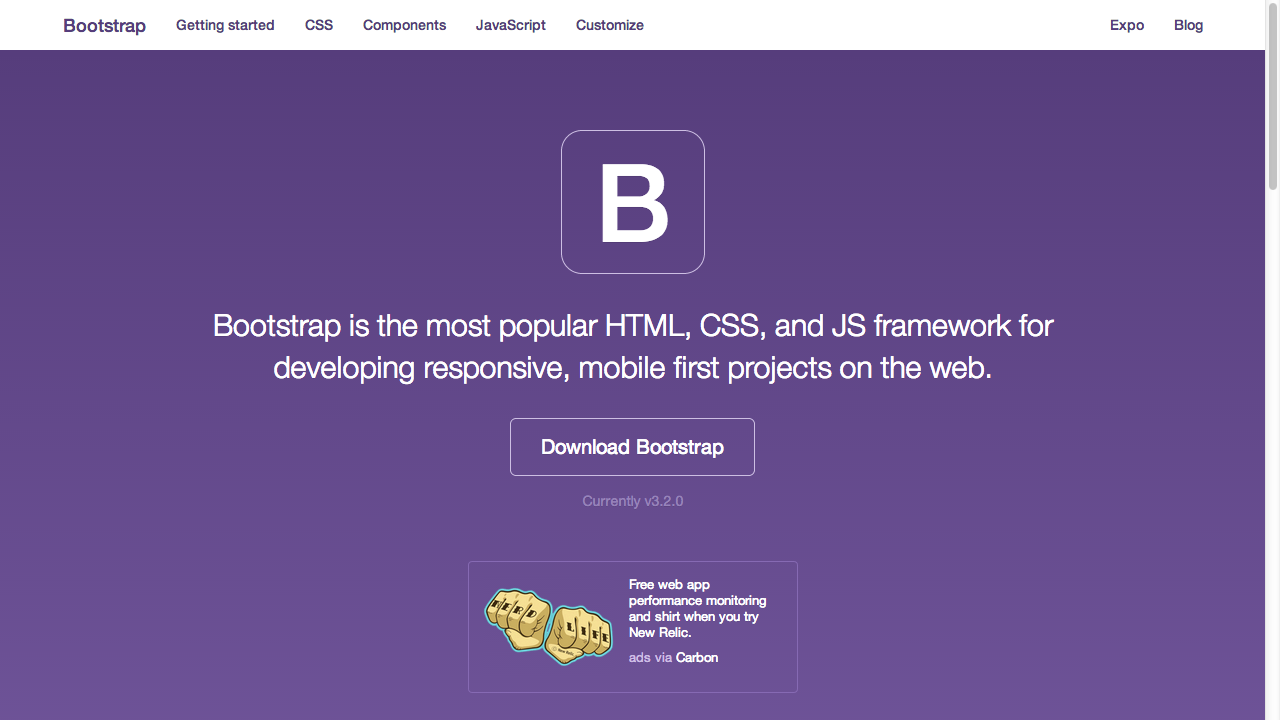 Bootstrap Getting started CSS Components JavaScript Customize Expo Blog
B
Bootstrap is the most popular HTML, CSS, and JS framework for
developing responsive, mobile first projects on the web.
Download Bootstrap
Currently v3.2.0
NERD LIFE
Free web app
performance monitoring
and shirt when you try
New Relic.
ads via Carbon